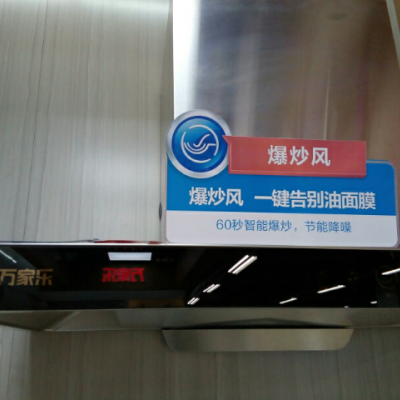 爆炒风
爆炒风 一键告别油面膜
60秒智能爆炒，节能降噪
万家乐